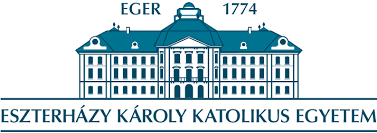 EGER 1774
ESZTERHÁZY KÁROLY KATOLIKUS EGYETEM